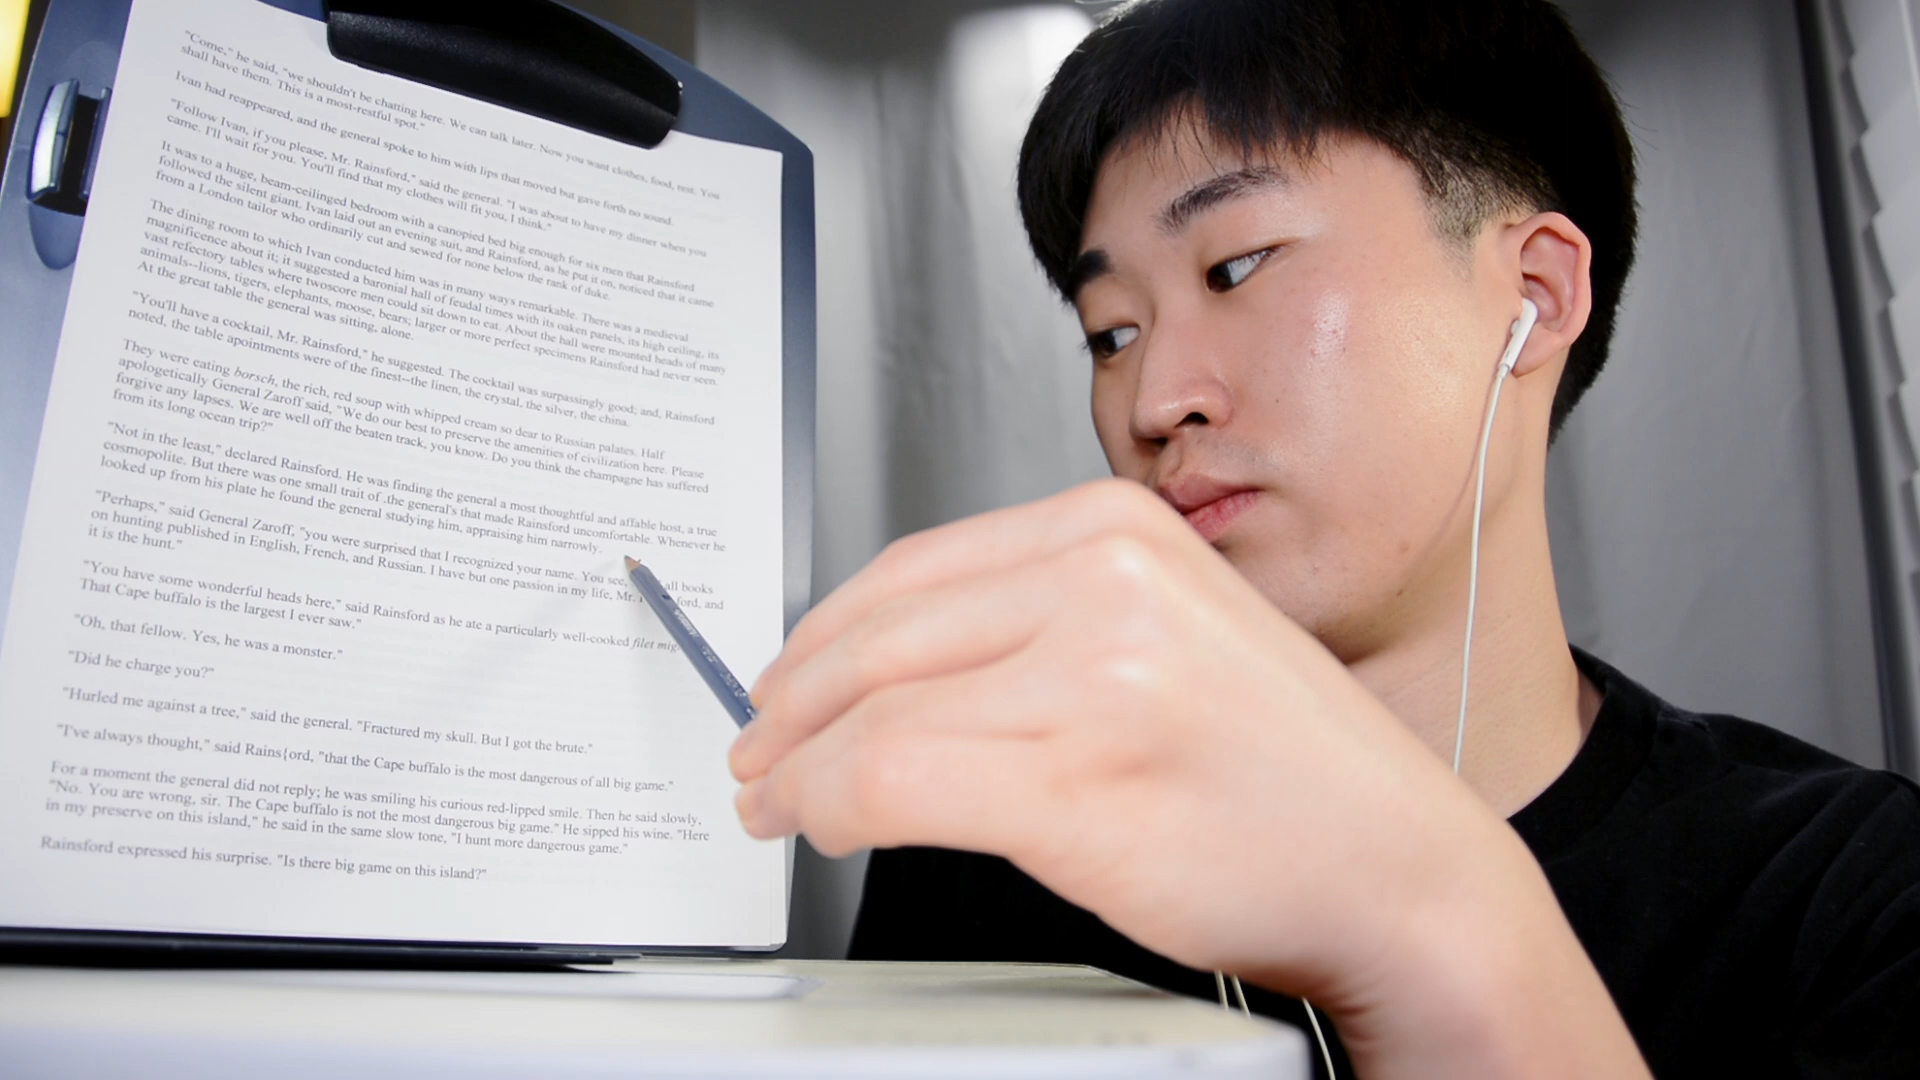 "Come," he said, "we shouldn't be chatting here. We can talk later. Now you want clothes, food, rest. You
shall have them. This is a most-restful spot."
Ivan had reappeared, and the general spoke to him with lips that moved but gave forth no sound.
"Follow Ivan, if you please, Mr. Rainsford," said the general. "I was about to have my dinner when you
came. I'll wait for you. You'll find that my clothes will fit you, I think."
It was to a huge, beam-ceilinged bedroom with a canopied bed big enough for six men that Rainsford
followed the silent giant. Ivan laid out an evening suit, and Rainsford, as he put it on, noticed that it came
from a London tailor who ordinarily cut and sewed for none below the rank of duke.
The dining room to which Ivan conducted him was in many ways remarkable. There was a medieval
magnificence about it; it suggested a baronial hall of feudal times with its oaken panels, its high ceiling, its
vast refectory tables where twoscore men could sit down to eat. About the hall were mounted heads of many
animals--lions, tigers, elephants, moose, bears; larger or more perfect specimens Rainsford had never seen.
At the great table the general was sitting, alone.
"You'll have a cocktail, Mr. Rainsford," he suggested. The cocktail was surpassingly good; and, Rainsford
noted, the table apointments were of the finest--the linen, the crystal, the silver, the china.
They were eating borsch, the rich, red soup with whipped cream so dear to Russian palates. Half
apologetically General Zaroff said, "We do our best to preserve the amenities of civilization here. Please
forgive any lapses. We are well off the beaten track, you know. Do you think the champagne has suffered
from its long ocean trip?"
"Not in the least," declared Rainsford. He was finding the general a most thoughtful and affable host, a true
cosmopolite. But there was one small trait of .the general's that made Rainsford uncomfortable. Whenever he
looked up from his plate he found the general studying him, appraising him narrowly.
"Perhaps," said General Zaroff, "you were surprised that I recognized your name. You see, all books
on hunting published in English, French, and Russian. I have but one passion in my life, Mr. ford, and
it is the hunt."
"You have some wonderful heads here," said Rainsford as he ate a particularly well-cooked filet mig
That Cape buffalo is the largest I ever saw."
"Oh, that fellow. Yes, he was a monster."
"Did he charge you?"
"Hurled me against a tree," said the general. "Fractured my skull. But I got the brute."
"I've always thought," said Rains{ord, "that the Cape buffalo is the most dangerous of all big game."
For a moment the general did not reply; he was smiling his curious red-lipped smile. Then he said slowly,
"No. You are wrong, sir. The Cape buffalo is not the most dangerous big game." He sipped his wine. "Here
in my preserve on this island," he said in the same slow tone, "I hunt more dangerous game."
Rainsford expressed his surprise. "Is there big game on this island?"